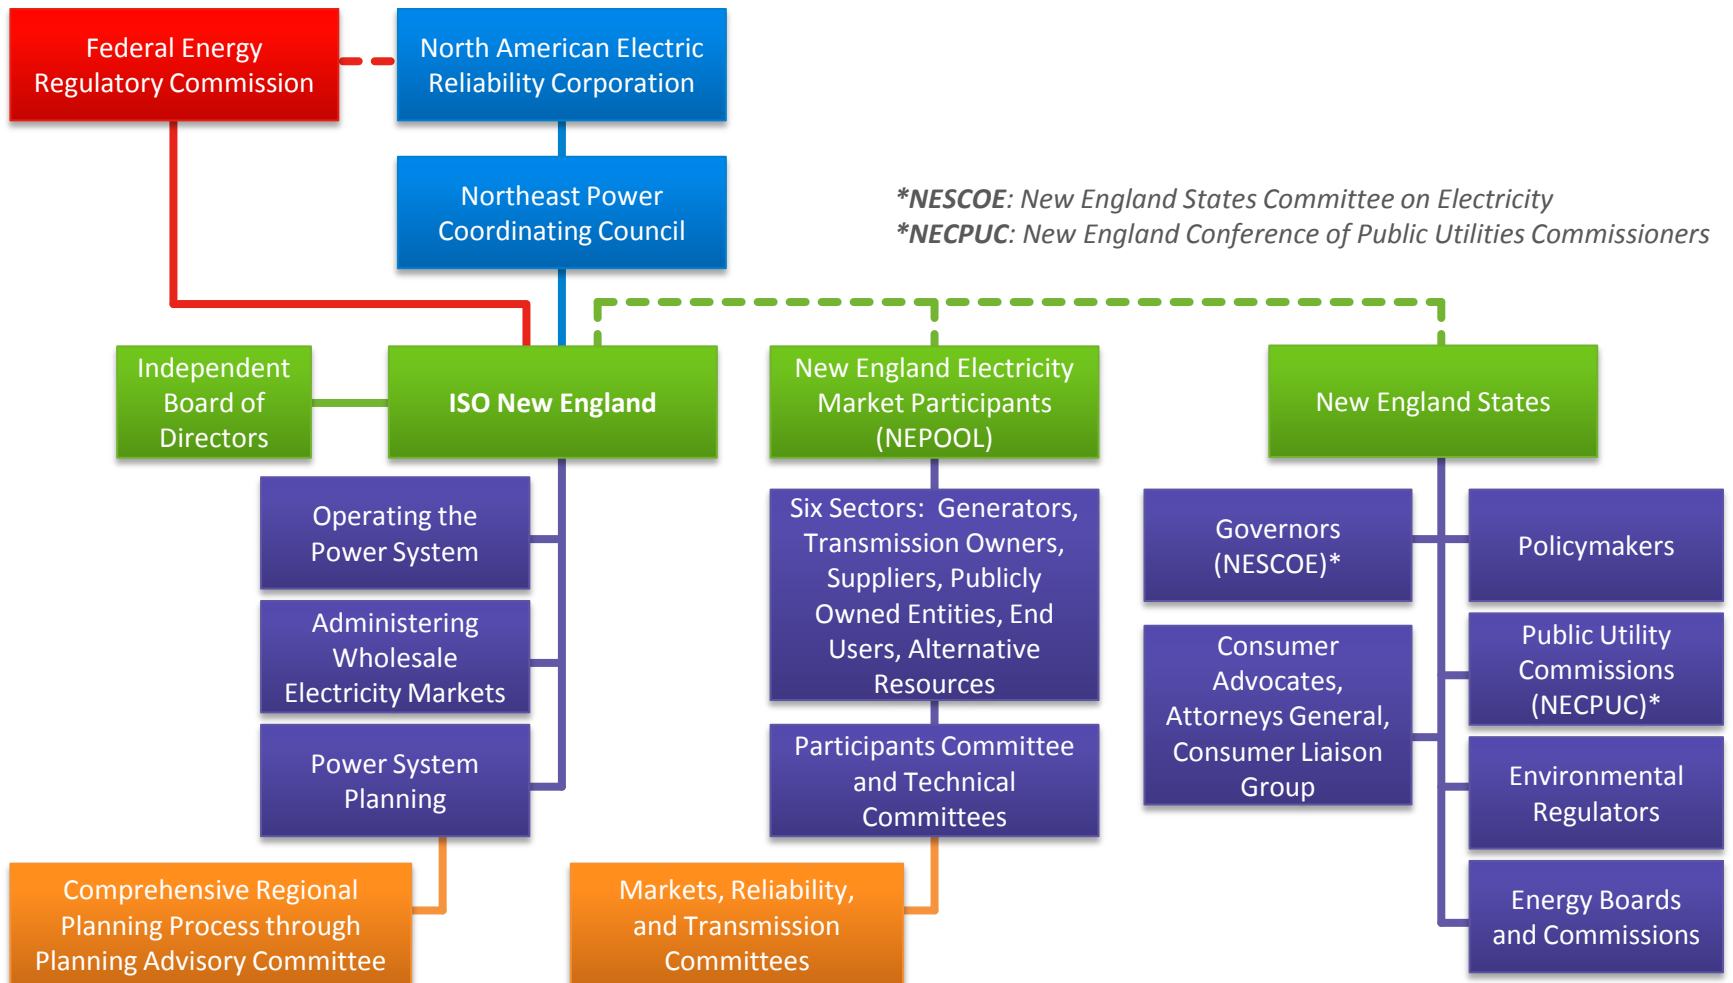 Federal Energy
Regulatory Commission
North American Electric
Reliability Corporation
Northeast Power
Coordinating Council
*NESCOE: New England States Committee on Electricity
*NECPUC: New England Conference of Public Utilities Commissioners
Independent
Board of
Directors
ISO New England
New England Electricity
Market Participants
(NEPOOL)
New England States
Operating the
Power System
Administering
Wholesale
Electricity Markets
Power System
Planning
Comprehensive Regional
Planning Process through
Planning Advisory Committee
Six Sectors:  Generators,
Transmission Owners,
Suppliers, Publicly
Owned Entities, End
Users, Alternative
Resources
Participants Committee
and Technical
Committees
Markets, Reliability,
and Transmission
Committees
Governors
(NESCOE)*
Policymakers
Consumer
Advocates,
Attorneys General,
Consumer Liaison
Group
Public Utility
Commissions
(NECPUC)*
Environmental
Regulators
Energy Boards
and Commissions